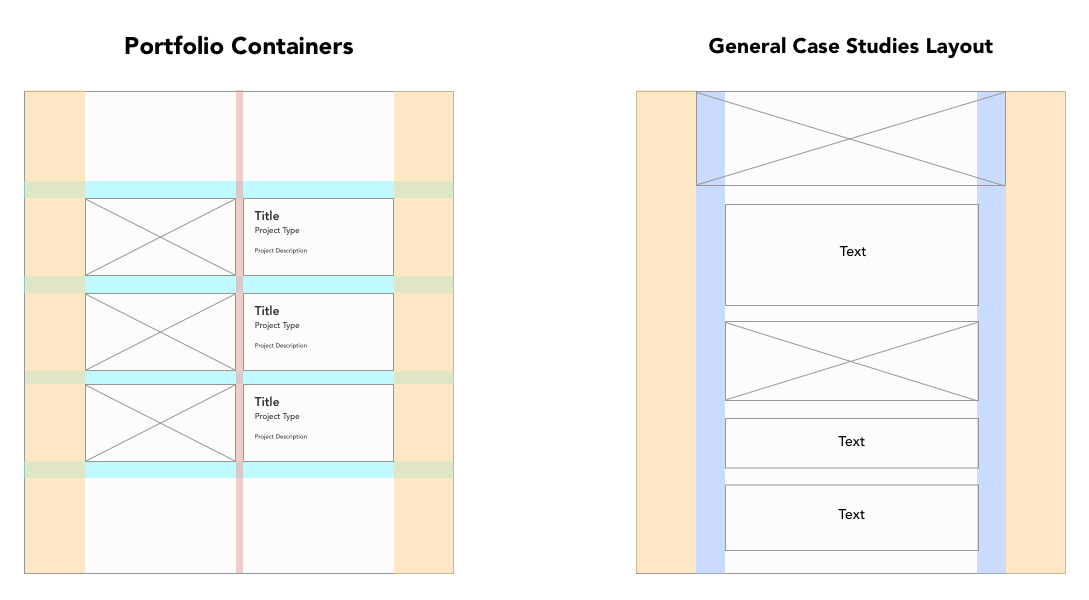 Portfolio Containers
Title
Project Type
Project Description
Title
Project Type
Project Description
Title
Project Type
Project Description
General Case Studies Layout
Text
Text
Text